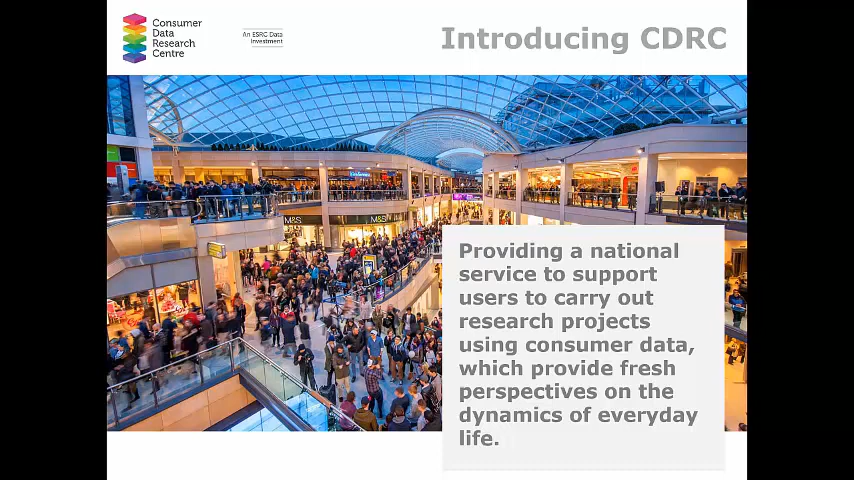 Consumer
Data
Research
Centre
An ESRC Data
Investment
Introducing CDRC
M&S
M&S
Providing a national
service to support
users to carry out
research projects
using consumer data,
which provide fresh
perspectives on the
dynamics of everyday
life.